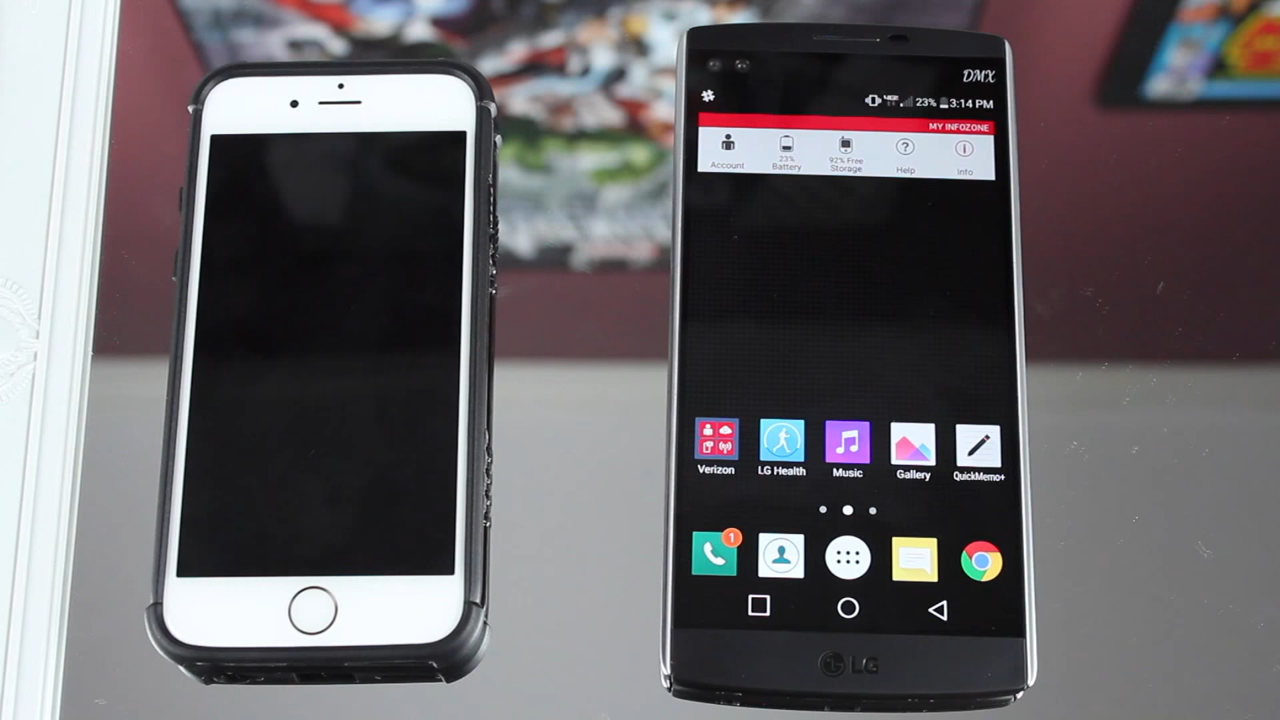 DMX
23% 3:14 PM
MY INFOZONE
Account
23%
Battery
92% Free
Storage
?
Help
i
Info
Verizon
LG Health
Music
Gallery
QuickMemo+
1
LG